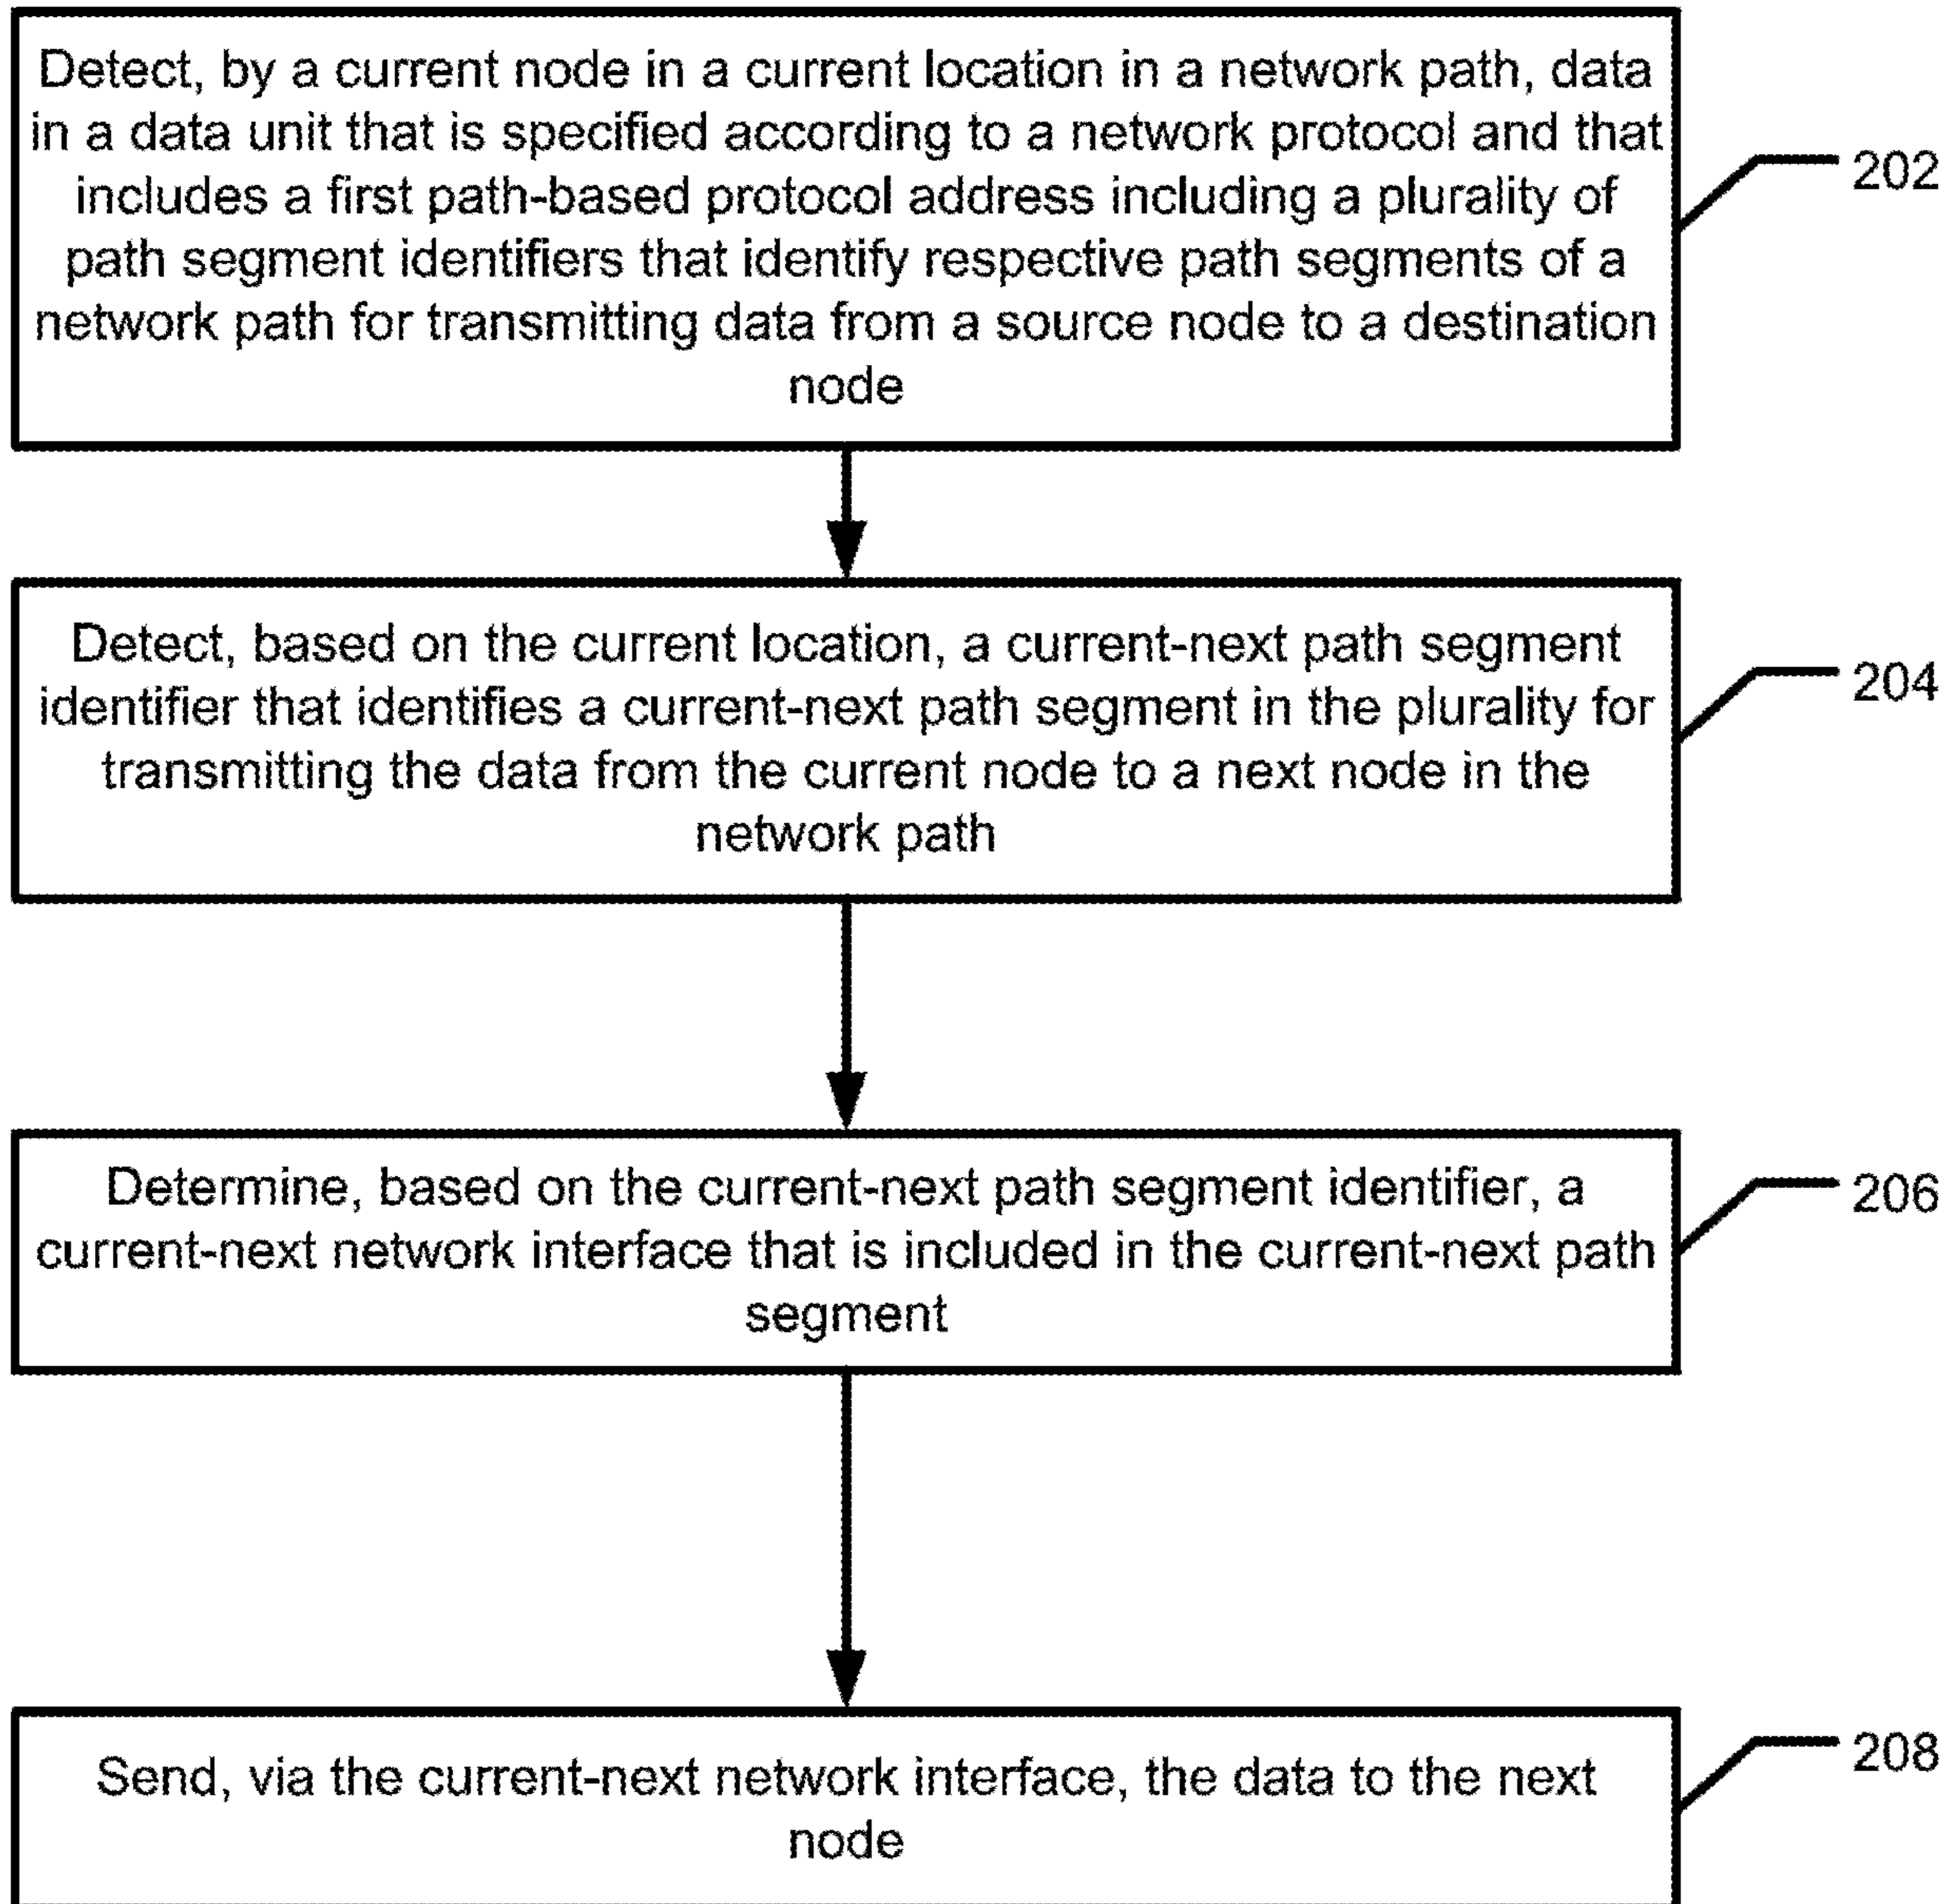 Detect, by a current node in a current location in a network path, data
in a data unit that is specified according to a network protocol and that
includes a first path-based protocol address including a plurality of
path segment identifiers that identify respective path segments of a
network path for transmitting data from a source node to a destination
node
202
Detect, based on the current location, a current-next path segment
identifier that identifies a current-next path segment in the plurality for
transmitting the data from the current node to a next node in the
network path
204
Determine, based on the current-next path segment identifier, a
current-next network interface that is included in the current-next path
segment
206
Send, via the current-next network interface, the data to the next
node
208